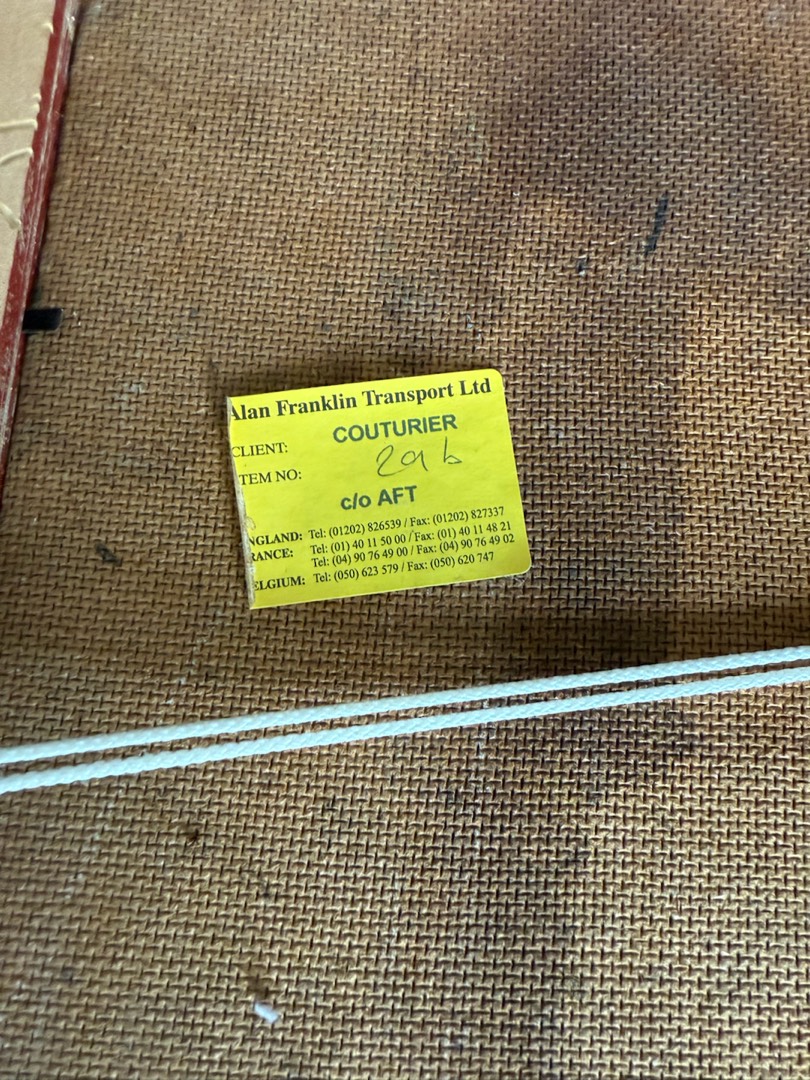 Alan Franklin Transport Ltd
CLIENT: COUTURIER
TEM NO: 29 b
c/o AFT
NGLAND: Tel: (01202) 826539 / Fax: (01202) 827337
RANCE: Tel: (01) 40 11 50 00 / Fax: (01) 40 11 48 21
Tel: (04) 90 76 49 00 / Fax: (04) 90 76 49 02
ELGIUM: Tel: (050) 623 579 / Fax: (050) 620 747